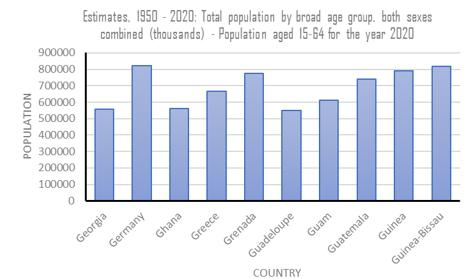 Estimates, 1950 - 2020: Total population by broad age group, both sexes
combined (thousands) - Population aged 15-64 for the year 2020
900000
800000
700000
600000
500000
400000
300000
200000
100000
0
POPULATION
Georgia
Germany
Ghana
Greece
Grenada
Guadeloupe
Guam
Guatemala
Guinea
Guinea-Bissau
COUNTRY